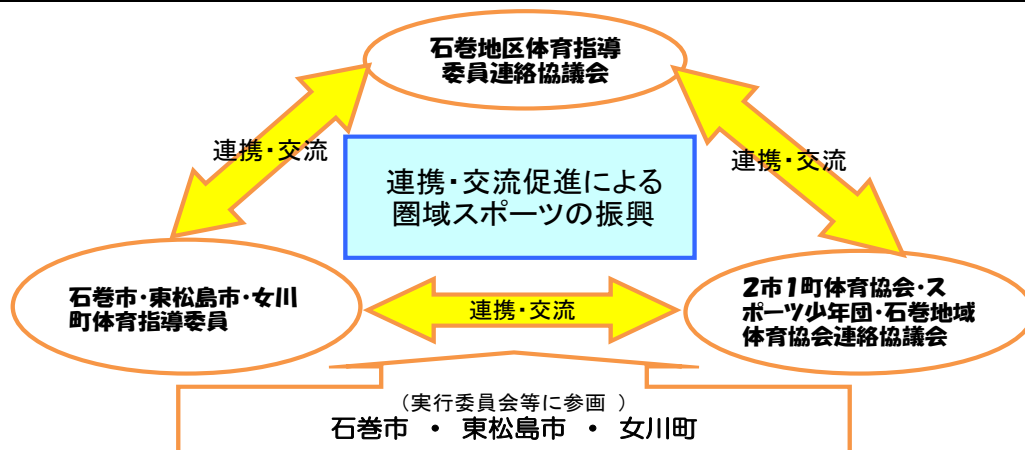 石巻地区体育指導
委員連絡協議会
連携・交流
連携・交流
連携・交流促進による
圏域スポーツの振興
石巻市・東松島市・女川
町体育指導委員
連携・交流
2市1町体育協会・ス
ポーツ少年団・石巻地域
体育協会連絡協議会
(実行委員会等に参画 )
石巻市 ・ 東松島市 ・ 女川町